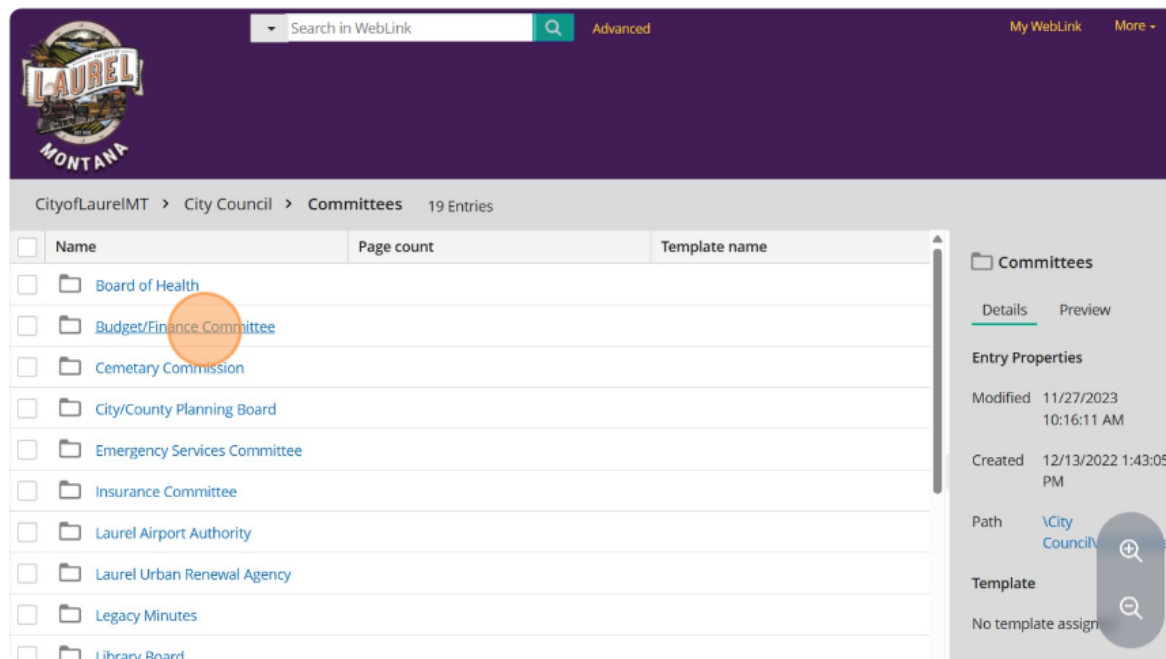 Search in WebLink
Advanced
My WebLink
More
THE CITY OF
LAUREL
MONTANA
CityofLaurelMT > City Council > Committees 19 Entries
Name Page count Template name
Board of Health
Budget/Finance Committee
Cemetary Commission
City/County Planning Board
Emergency Services Committee
Insurance Committee
Laurel Airport Authority
Laurel Urban Renewal Agency
Legacy Minutes
Library Board
Committees
Details Preview
Entry Properties
Modified 11/27/2023
10:16:11 AM
Created 12/13/2022 1:43:05
PM
Path \City
Council\
Template
No template assign